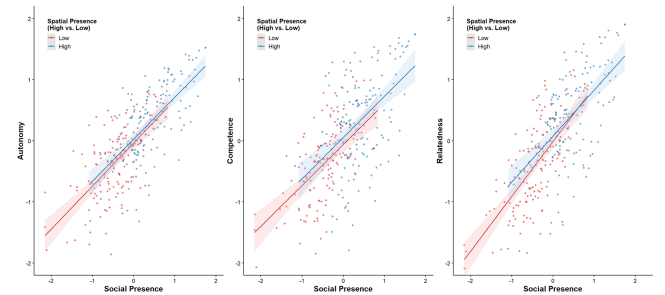 Spatial Presence
(High vs. Low)
Low
High
Autonomy
2
1
0
-1
-2
-2
-1
0
1
2
Social Presence
Spatial Presence
(High vs. Low)
Low
High
Competence
2
1
0
-1
-2
-2
-1
0
1
2
Social Presence
Spatial Presence
(High vs. Low)
Low
High
Relatedness
2
1
0
-1
-2
-2
-1
0
1
2
Social Presence